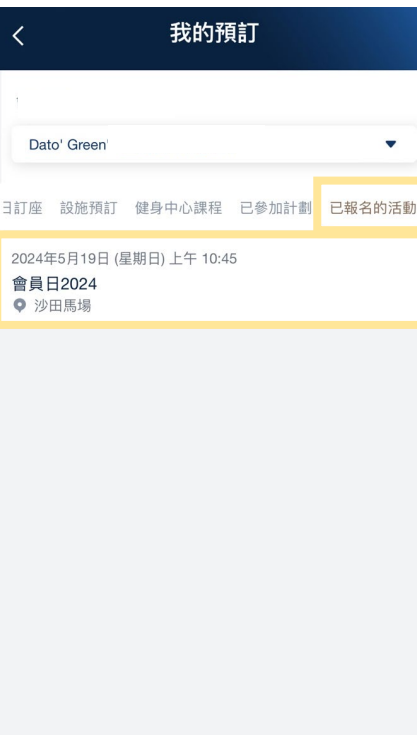 我的預訂
Dato' Green'
訂座 設施預訂 健身中心課程 已參加計劃 已報名的活動
2024年5月19日 (星期日) 上午 10:45
會員日2024
沙田馬場